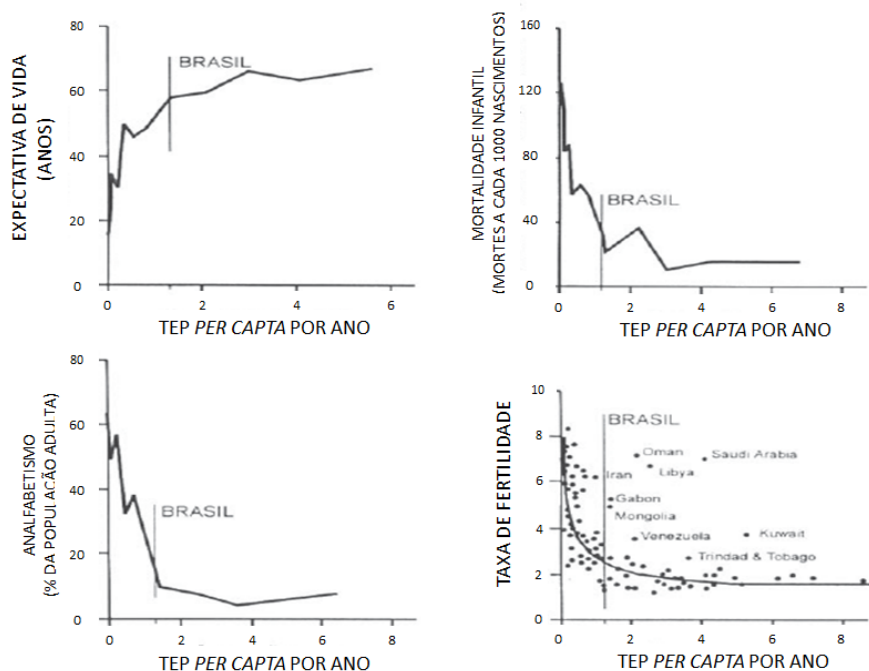 EXPECTATIVA DE VIDA
(ANOS)
80
60
40
20
0
BRASIL
0
2
4
6
TEP PER CAPTA POR ANO
MORTALIDADE INFANTIL
(MORTES A CADA 1000 NASCIMENTOS)
160
120
80
40
00
BRASIL
0
2
4
6
8
TEP PER CAPTA POR ANO
ANALFABETISMO
(% DA POPULAÇÃO ADULTA)
80
60
40
20
0
BRASIL
0
2
4
6
8
TEP PER CAPTA POR ANO
TAXA DE FERTILIDADE
10
8
6
4
2
0
BRASIL
Oman
Saudi Arabia
Iran
Libya
Gabon
Mongolia
Venezuela
Kuwait
Trindad & Tobago
0
2
4
6
8
TEP PER CAPTA POR ANO